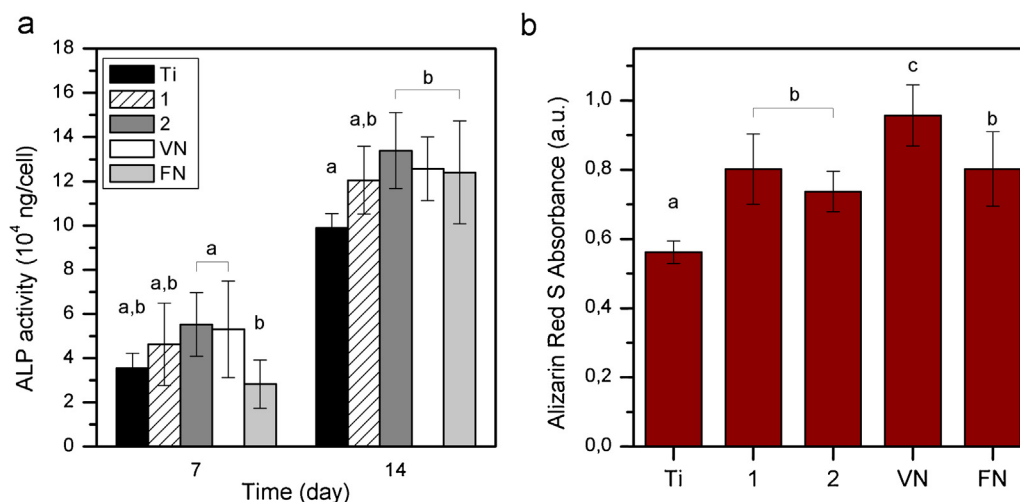 a
18
16
14
12
10
8
6
4
2
0
ALP activity (10⁴ ng/cell)
Ti
1
2
VN
FN
a,b
a,b
a
b
a
a,b
b
7
14
Time (day)
b
1,0
0,8
0,6
0,4
0,2
0,0
Alizarin Red S Absorbance (a.u.)
a
b
c
b
Ti
1
2
VN
FN